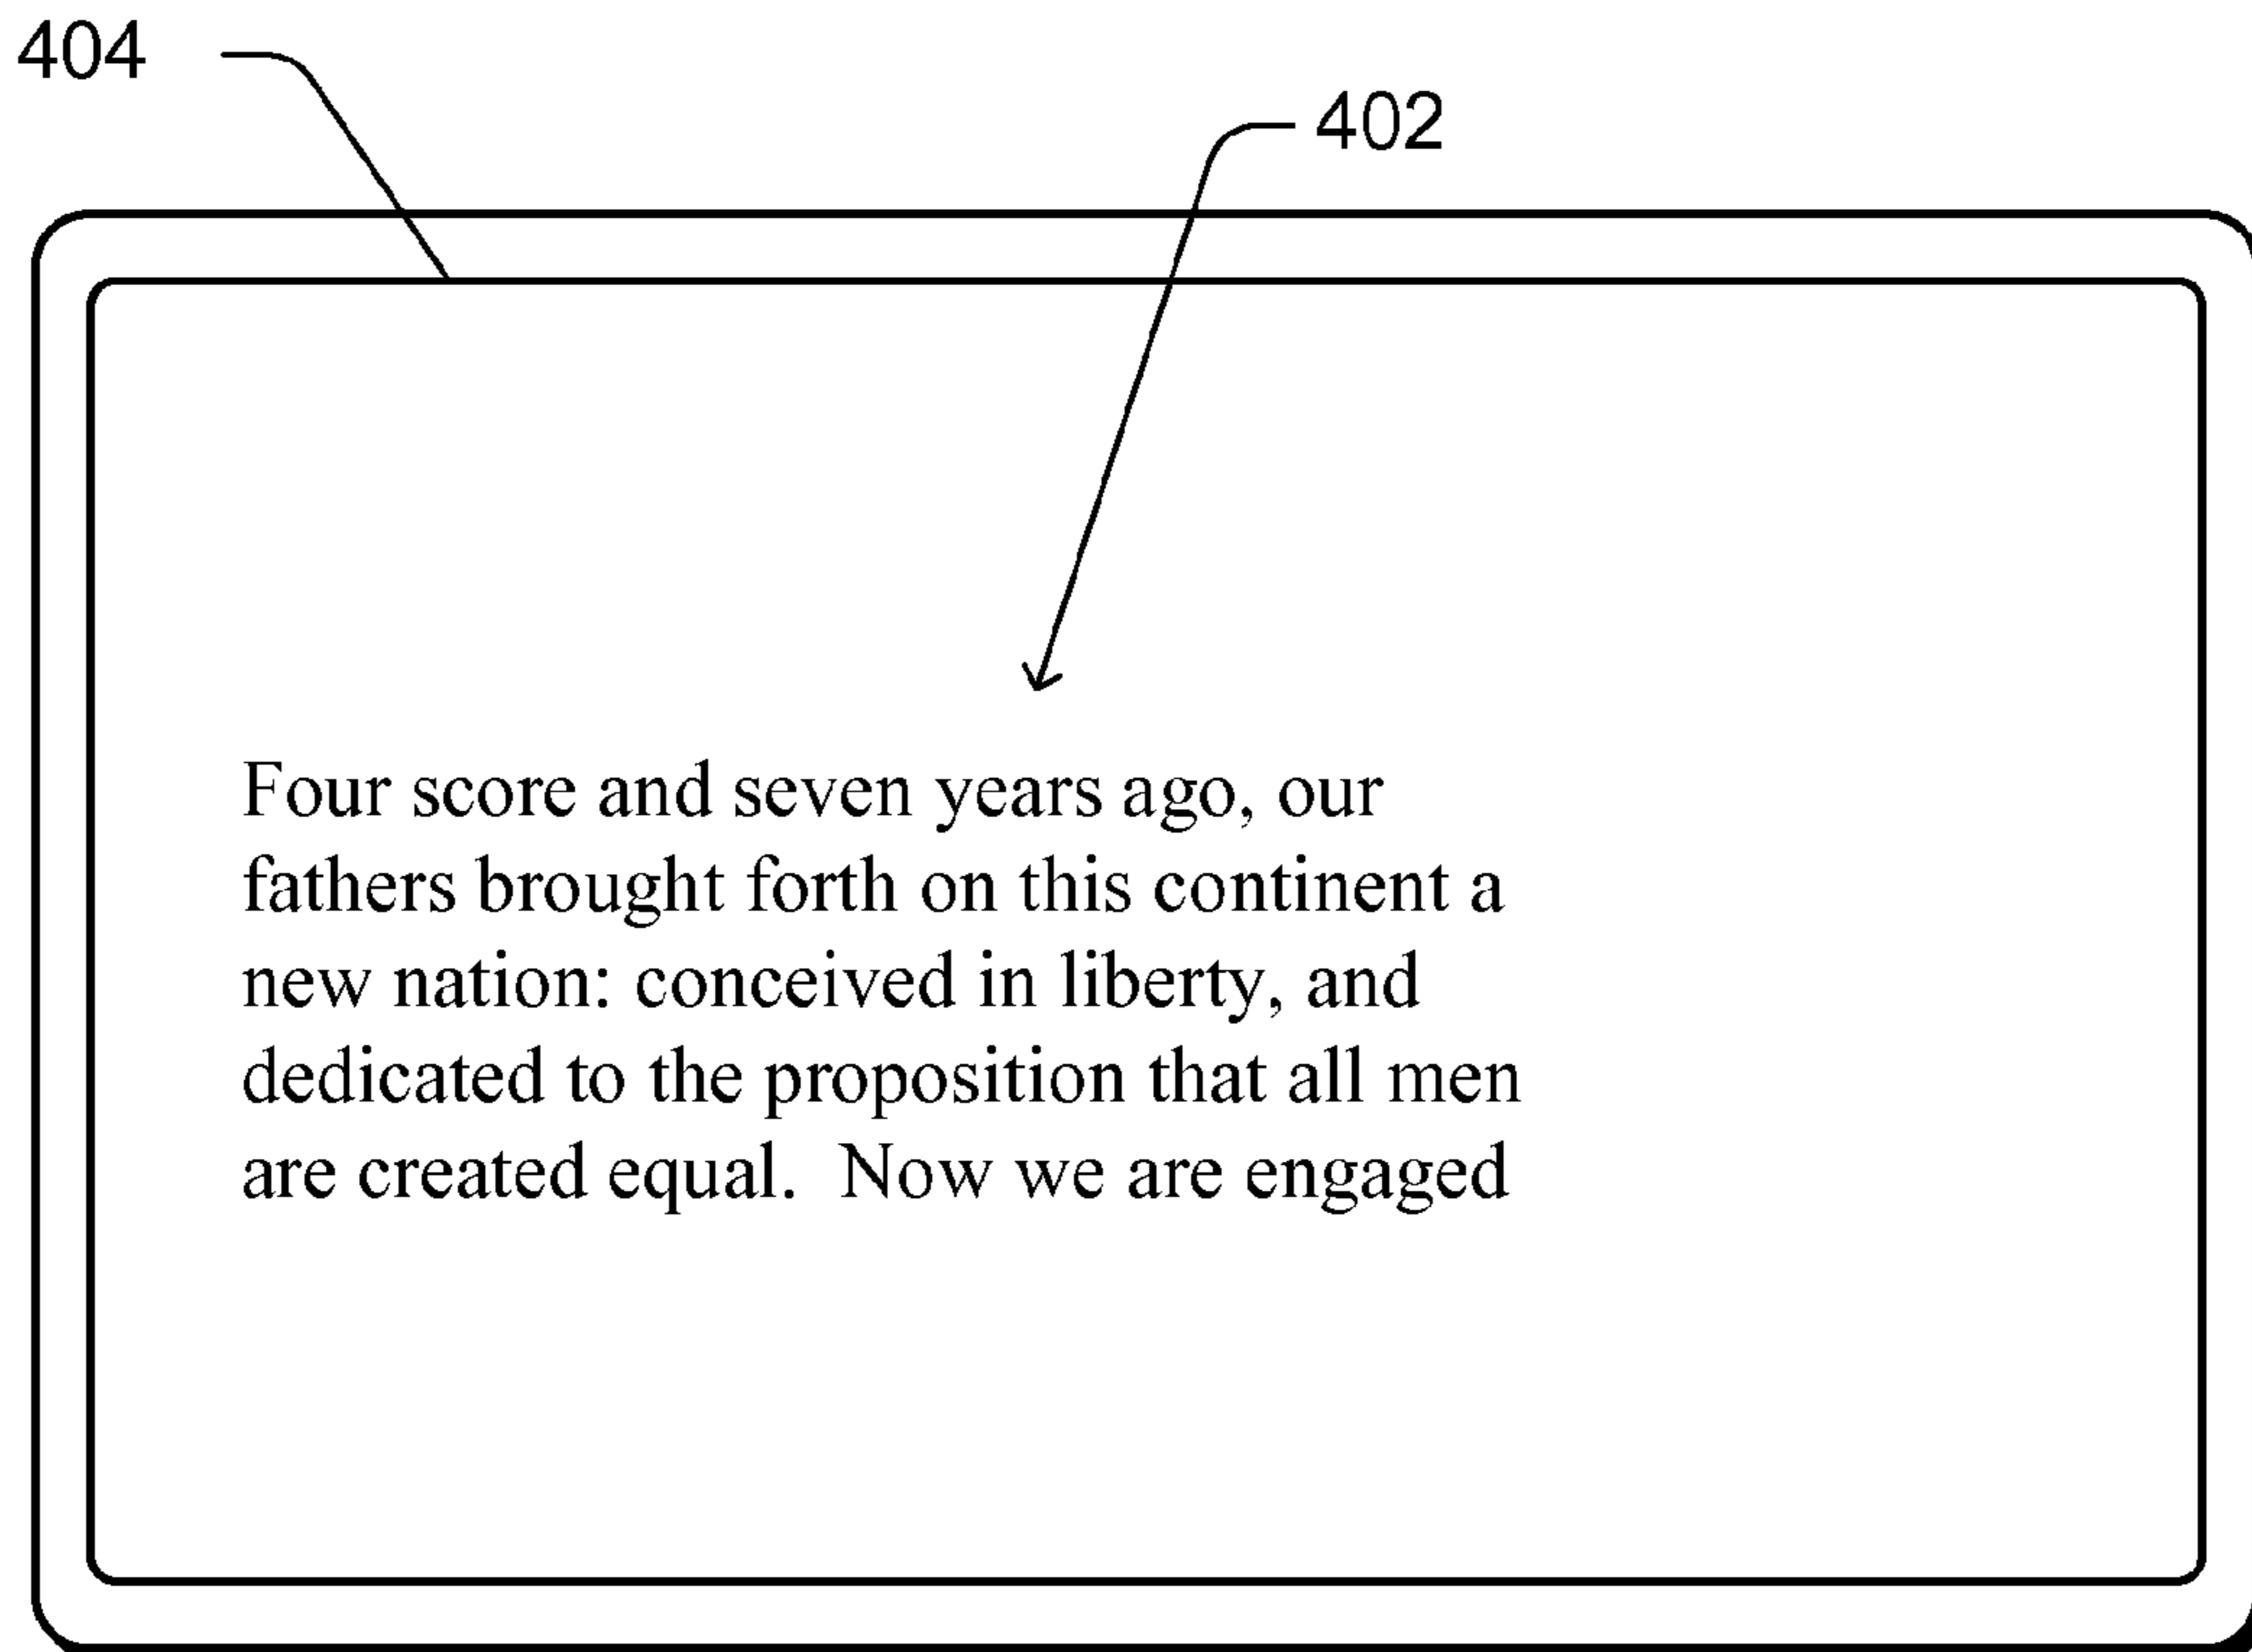 404
402
Four score and seven years ago, our
fathers brought forth on this continent a
new nation: conceived in liberty, and
dedicated to the proposition that all men
are created equal.  Now we are engaged